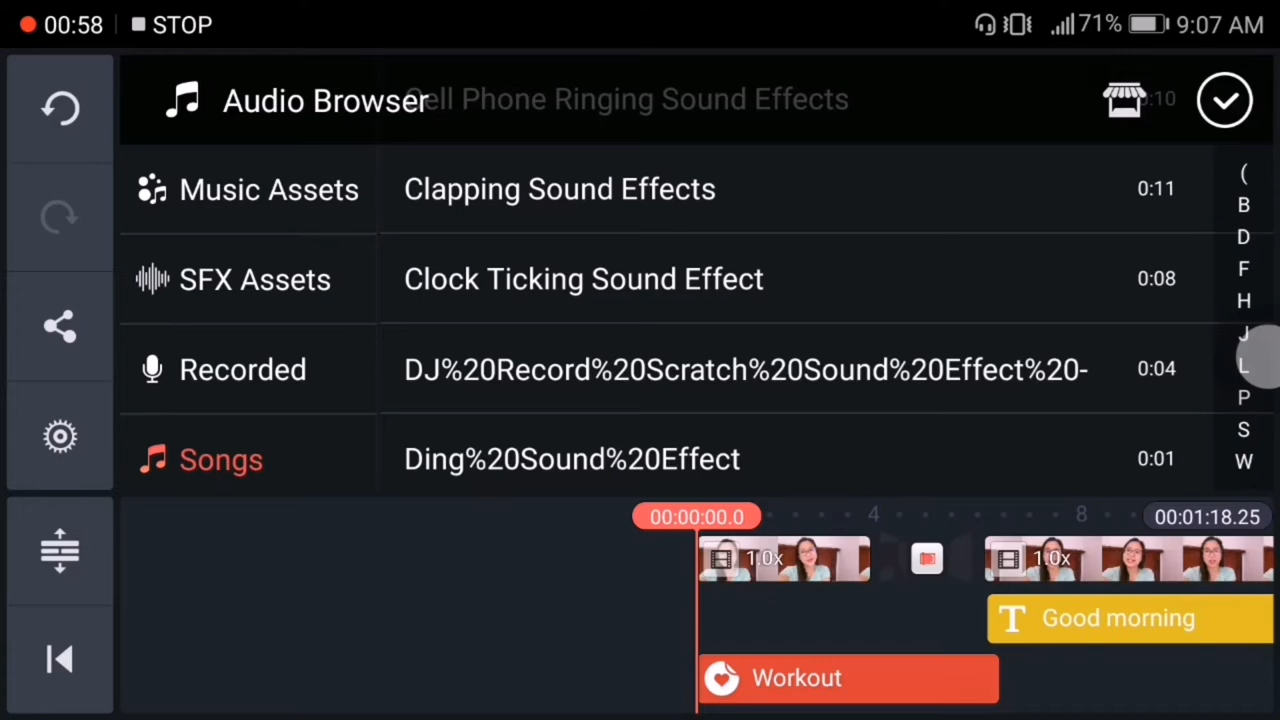 00:58 STOP 71% 9:07 AM
Audio Browser
Cell Phone Ringing Sound Effects 0:10
Music Assets
Clapping Sound Effects 0:11
SFX Assets
Clock Ticking Sound Effect 0:08
Recorded
DJ%20Record%20Scratch%20Sound%20Effect%20- 0:04
Songs
Ding%20Sound%20Effect 0:01
(
B
D
F
H
J
L
P
S
W
00:00:00.0 4 8 00:01:18.25
1.0x 1.0x
T Good morning
Workout